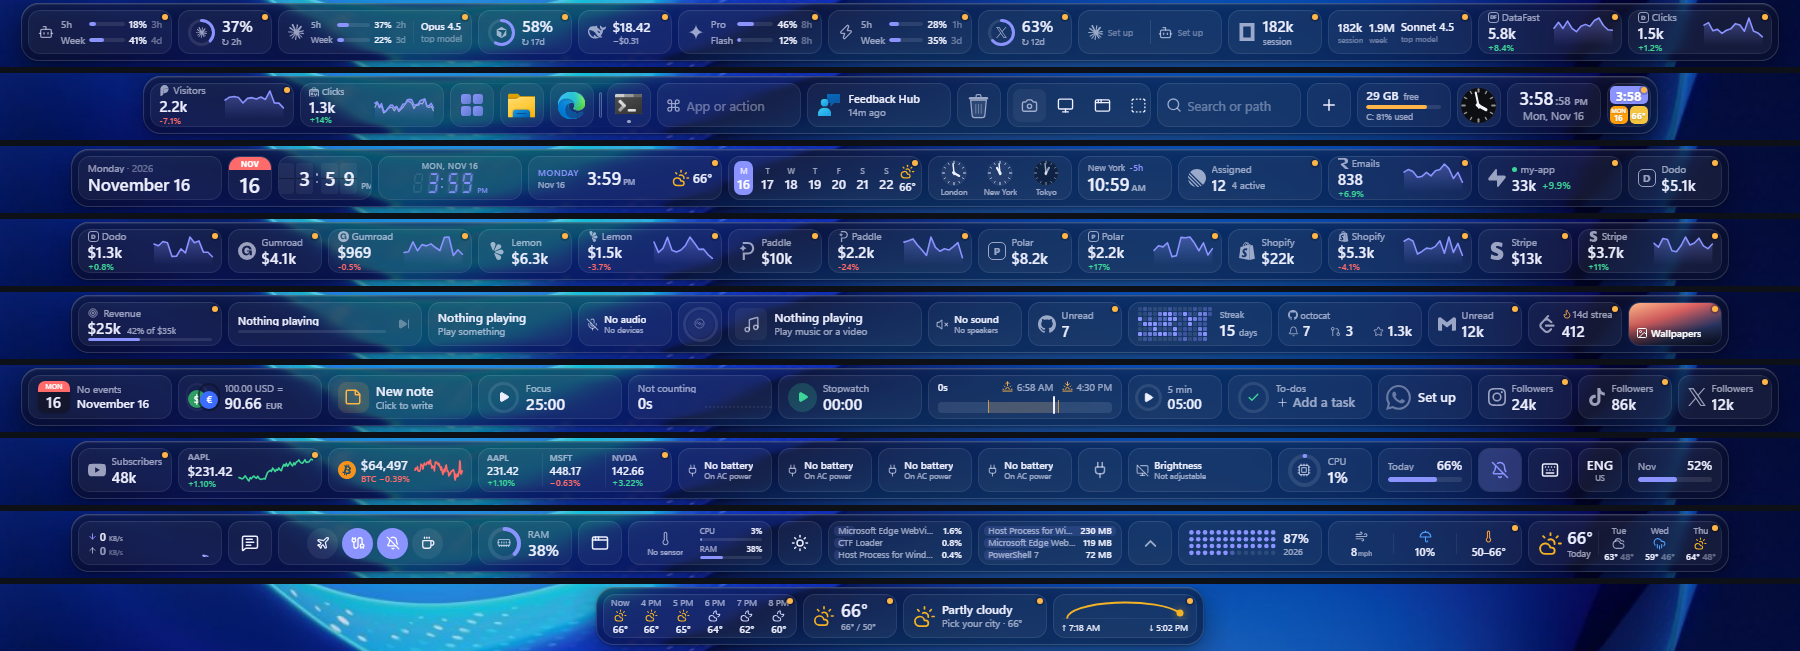 5h 18% 3h
Week 41% 4d
37%
↻ 2h
5h 37% 2h
Week 22% 3d
Opus 4.5
top model
58%
↻ 17d
$18.42
−$0.31
Pro 46% 8h
Flash 12% 8h
5h 28% 1h
Week 35% 3d
63%
↻ 12d
Set up
Set up
182k
session
182k 1.9M Sonnet 4.5
session week top model
DataFast
5.8k
+8.4%
Clicks
1.5k
+1.2%
Visitors
2.2k
-7.1%
Clicks
1.3k
+14%
App or action
Feedback Hub
14m ago
Search or path
29 GB free
C: 81% used
3:58:58 PM
Mon, Nov 16
3:58
MON
16
66°
Monday · 2026
November 16
NOV
16
3:59 PM
MON, NOV 16
3:59 PM
MONDAY
Nov 16
3:59 PM
66°
M T W T F S S
16 17 18 19 20 21 22 66°
London New York Tokyo
New York -5h
10:59 AM
Assigned
12 4 active
Emails
838
+6.9%
my-app
33k +9.9%
Dodo
$5.1k
Dodo
$1.3k
+0.8%
Gumroad
$4.1k
Gumroad
$969
-0.5%
Lemon
$6.3k
Lemon
$1.5k
-3.7%
Paddle
$10k
Paddle
$2.2k
-24%
Polar
$8.2k
Polar
$2.2k
+17%
Shopify
$22k
Shopify
$5.3k
-4.1%
Stripe
$13k
Stripe
$3.7k
+11%
Revenue
$25k 42% of $35k
Nothing playing
Nothing playing
Play something
No audio
No devices
Nothing playing
Play music or a video
No sound
No speakers
Unread
7
Streak
15 days
octocat
7 3 1.3k
Unread
12k
14d strea
412
Wallpapers
MON
16
No events
November 16
100.00 USD =
90.66 EUR
New note
Click to write
Focus
25:00
Not counting
0s
Stopwatch
00:00
0s 6:58 AM 4:30 PM
5 min
05:00
To-dos
+ Add a task
Set up
Followers
24k
Followers
86k
Followers
12k
Subscribers
48k
AAPL
$231.42
+1.10%
$64,497
BTC −0.39%
AAPL MSFT NVDA
231.42 448.17 142.66
+1.10% −0.63% +3.22%
No battery
On AC power
No battery
On AC power
No battery
On AC power
No battery
On AC power
Brightness
Not adjustable
CPU
1%
Today 66%
ENG
US
Nov 52%
↓ 0 KB/s
↑ 0 KB/s
RAM
38%
No sensor
CPU 3%
RAM 38%
Microsoft Edge WebVi... 1.6%
CTF Loader 0.8%
Host Process for Wind... 0.4%
Host Process for Wi... 230 MB
Microsoft Edge Web... 119 MB
PowerShell 7 72 MB
87%
2026
8 mph
10%
50–66°
66°
Today
Tue Wed Thu
63° 48° 59° 46° 64° 48°
Now 4 PM 5 PM 6 PM 7 PM 8 PM
66° 66° 65° 64° 62° 60°
66°
66° / 50°
Partly cloudy
Pick your city · 66°
↑ 7:18 AM ↓ 5:02 PM